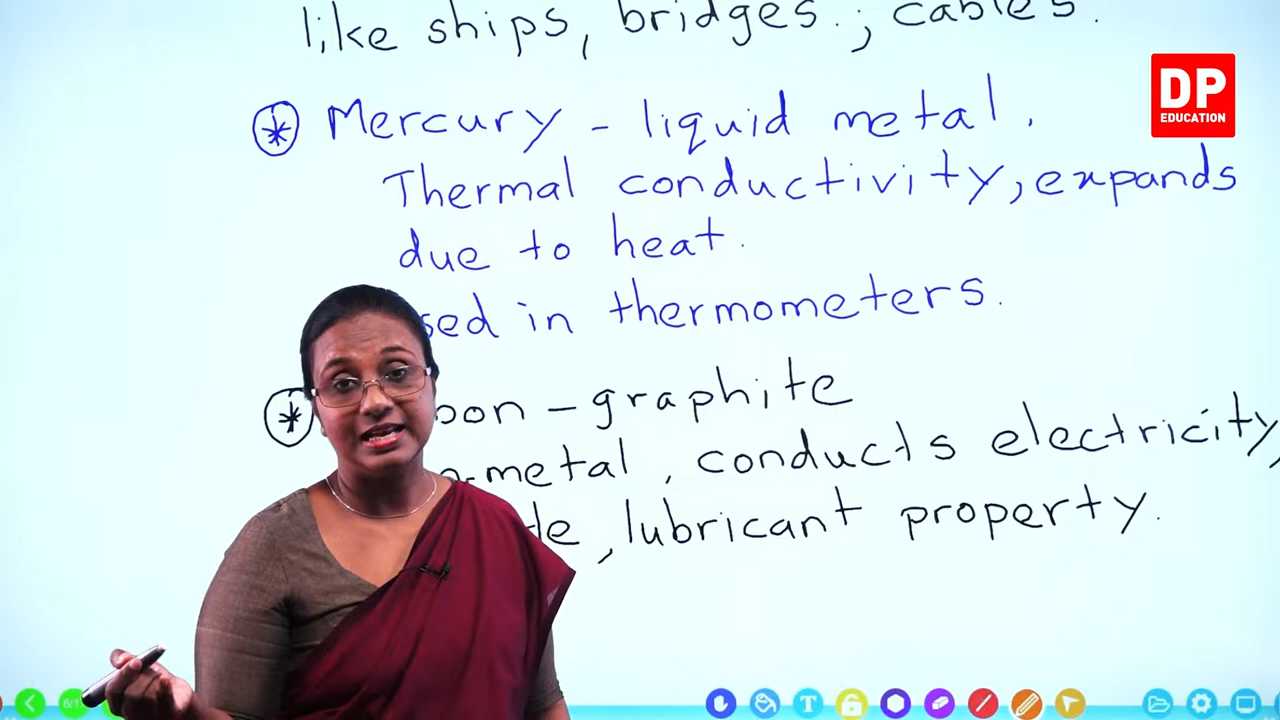 like ships, bridges., cables.
DP
EDUCATION
Mercury - liquid metal.
Thermal conductivity, expands
due to heat.
sed in thermometers.
bon - graphite
-metal, conducts electricity,
le, lubricant property.
T